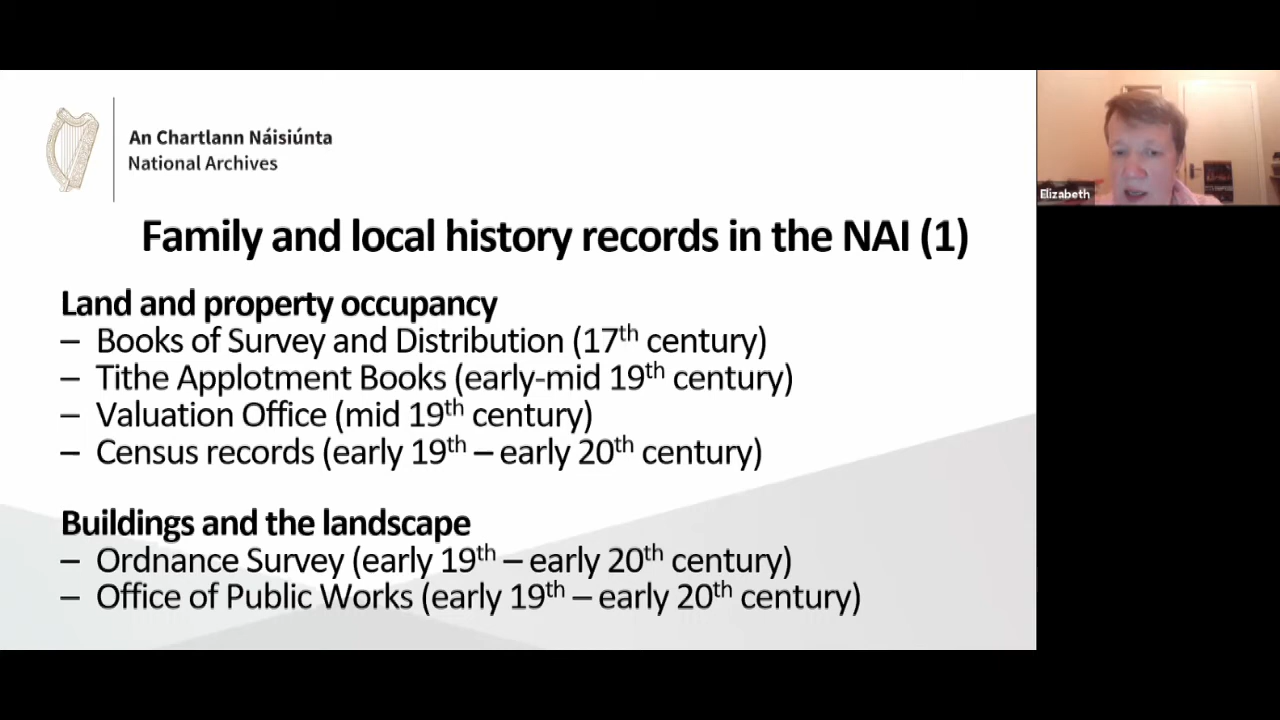 An Chartlann Náisiúnta
National Archives
Family and local history records in the NAI (1)
Land and property occupancy
– Books of Survey and Distribution (17th century)
– Tithe Applotment Books (early-mid 19th century)
– Valuation Office (mid 19th century)
– Census records (early 19th – early 20th century)
Buildings and the landscape
– Ordnance Survey (early 19th – early 20th century)
– Office of Public Works (early 19th – early 20th century)
Elizabeth